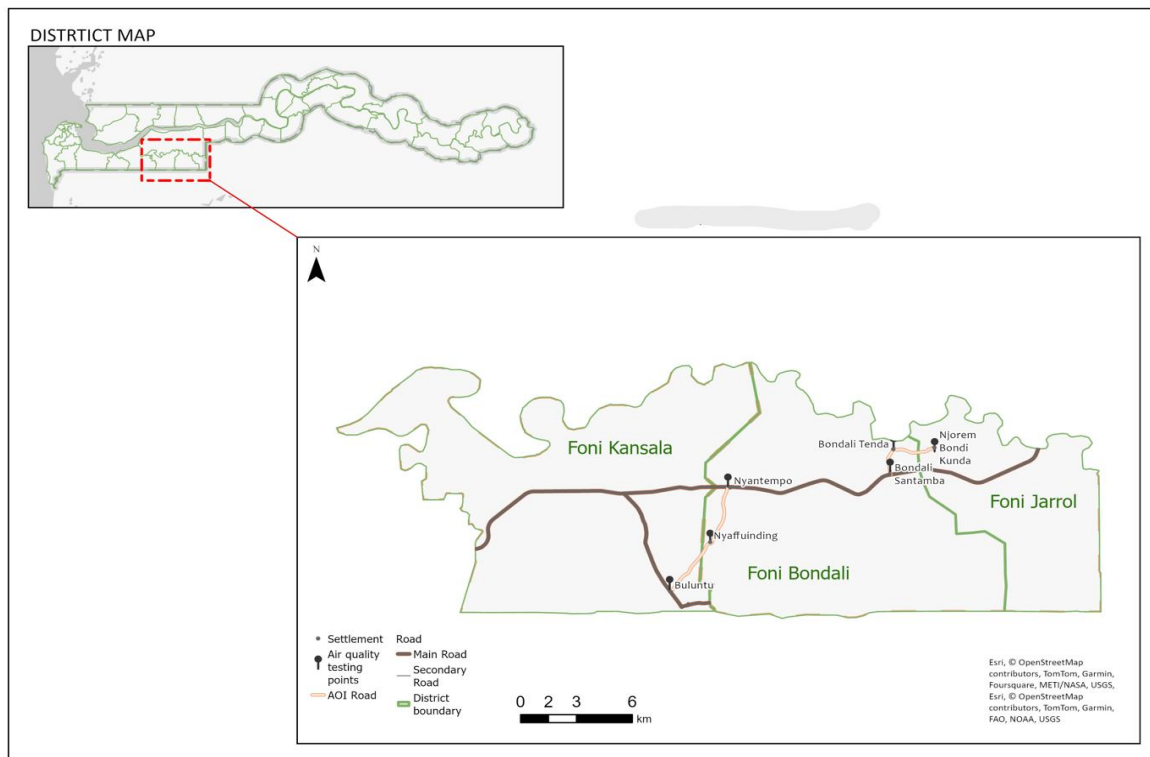 DISTRTICT MAP
N
Foni Kansala
Bondali Tenda
Njorem
Bondi
Kunda
Bondali
Santamba
Nyantempo
Foni Jarrol
Nyaffuinding
Foni Bondali
Buluntu
Settlement
Air quality
testing
points
AOI Road
Road
Main Road
Secondary
Road
District
boundary
0 2 3 6
km
Esri, © OpenStreetMap
contributors, TomTom, Garmin,
Foursquare, METI/NASA, USGS,
Esri, © OpenStreetMap
contributors, TomTom, Garmin,
FAO, NOAA, USGS